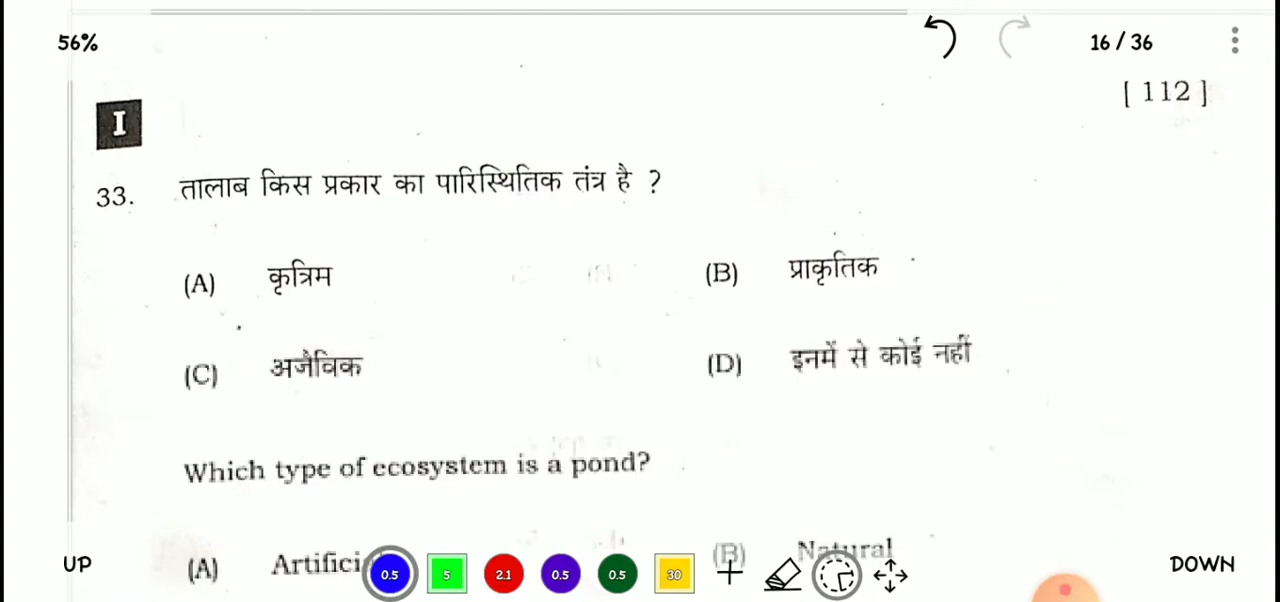 56%
16 / 36
[ 112 ]
I
33. तालाब किस प्रकार का पारिस्थितिक तंत्र है ?
(A) कृत्रिम (B) प्राकृतिक
(C) अजैविक (D) इनमें से कोई नहीं
Which type of ecosystem is a pond?
(A) Artifici (B) Natural
UP 0.5 5 2.1 0.5 0.5 30 DOWN